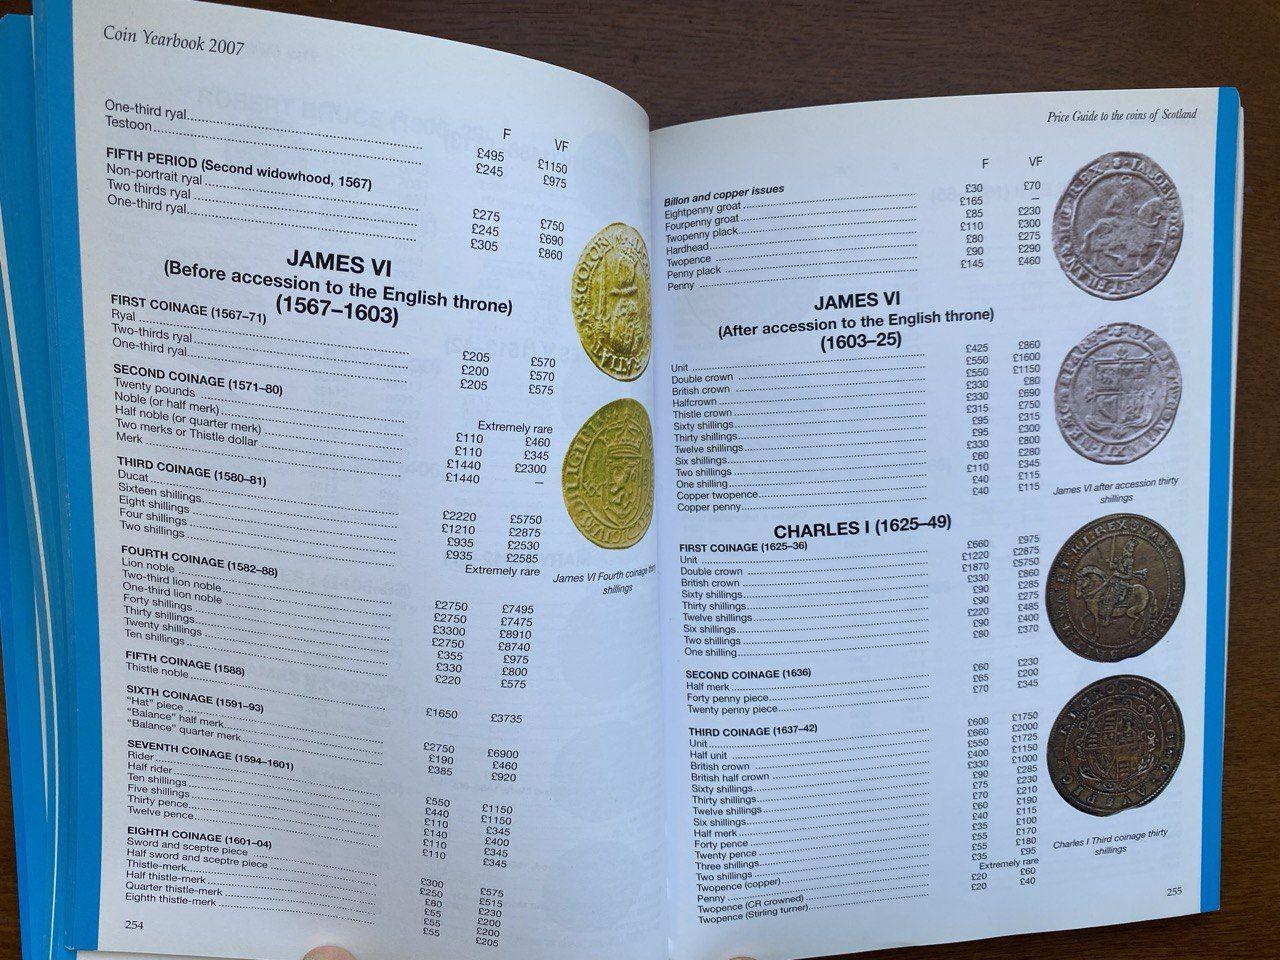 Coin Yearbook 2007
F VF
One-third ryal £495 £1150
Testoon £245 £975
FIFTH PERIOD (Second widowhood, 1567)
Non-portrait ryal £275 £750
Two thirds ryal £245 £690
One-third ryal £305 £860
JAMES VI
(Before accession to the English throne)
(1567–1603)
FIRST COINAGE (1567–71)
Ryal £205 £570
Two-thirds ryal £200 £570
One-third ryal £205 £575
SECOND COINAGE (1571–80)
Twenty pounds Extremely rare
Noble (or half merk) £110 £460
Half noble (or quarter merk) £110 £345
Two merks or Thistle dollar £1440 £2300
Merk £1440 —
THIRD COINAGE (1580–81)
Ducat £2220 £5750
Sixteen shillings £1210 £2875
Eight shillings £935 £2530
Four shillings £935 £2585
Two shillings Extremely rare
FOURTH COINAGE (1582–88)
Lion noble £2750 £7495
Two-third lion noble £2750 £7475
One-third lion noble £3300 £8910
Forty shillings £2750 £8740
Thirty shillings £355 £975
Twenty shillings £330 £800
Ten shillings £220 £575
FIFTH COINAGE (1588)
Thistle noble £1650 £3735
SIXTH COINAGE (1591–93)
"Hat" piece £2750 £6900
"Balance" half merk £190 £460
"Balance" quarter merk £385 £920
SEVENTH COINAGE (1594–1601)
Rider £550 £1150
Half rider £440 £1150
Ten shillings £110 £345
Five shillings £140 £400
Thirty pence £110 £345
Twelve pence £110 £345
EIGHTH COINAGE (1601–04)
Sword and sceptre piece £300 £575
Half sword and sceptre piece £250 £515
Thistle-merk £80 £230
Half thistle-merk £55 £200
Quarter thistle-merk £55 £200
Eighth thistle-merk £55 £205
James VI Fourth coinage thirty
shillings
254
Price Guide to the coins of Scotland
F VF
Billon and copper issues
Eightpenny groat £30 £70
Fourpenny groat £165 —
Twopenny plack £85 £230
Hardhead £110 £300
Twopence £80 £275
Penny plack £90 £290
Penny £145 £460
JAMES VI
(After accession to the English throne)
(1603–25)
Unit £425 £860
Double crown £550 £1600
British crown £550 £1150
Halfcrown £330 £80
Thistle crown £330 £690
Sixty shillings £315 £750
Thirty shillings £95 £315
Twelve shillings £95 £300
Six shillings £330 £800
Two shillings £60 £280
One shilling £110 £345
Copper twopence £40 £115
Copper penny £40 £115
James VI after accession thirty
shillings
CHARLES I (1625–49)
FIRST COINAGE (1625–36)
Unit £660 £975
Double crown £1220 £2875
British crown £1870 £5750
Sixty shillings £330 £860
Thirty shillings £90 £285
Twelve shillings £90 £275
Six shillings £220 £485
Two shillings £90 £400
One shilling £80 £370
SECOND COINAGE (1636)
Half merk £60 £230
Forty penny piece £65 £200
Twenty penny piece £70 £345
THIRD COINAGE (1637–42)
Unit £600 £1750
Half unit £660 £2000
British crown £550 £1725
British half crown £400 £1150
Sixty shillings £330 £1000
Thirty shillings £90 £285
Twelve shillings £75 £230
Six shillings £70 £210
Half merk £60 £190
Forty pence £40 £115
Twenty pence £35 £100
Three shillings £55 £170
Two shillings £55 £180
Twopence (copper) £35 £95
Penny Extremely rare
Twopence (CR crowned) £20 £60
Twopence (Stirling turner) £20 £40
Charles I Third coinage thirty
shillings
255